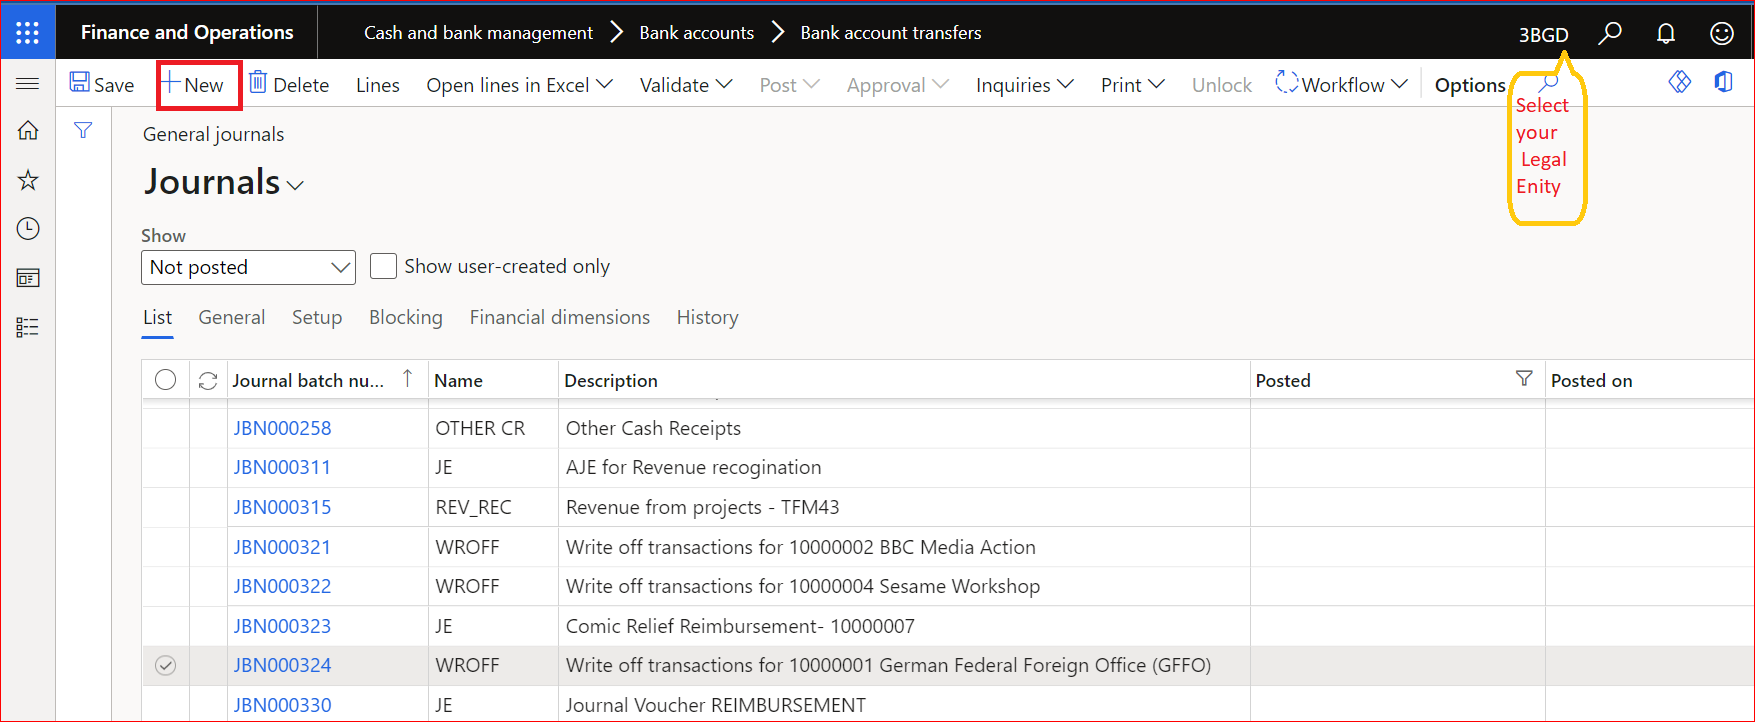 Finance and Operations Cash and bank management Bank accounts Bank account transfers 3BGD
Save New Delete Lines Open lines in Excel Validate Post Approval Inquiries Print Unlock Workflow Options
Select
your
Legal
Enity
General journals
Journals
Show
Not posted Show user-created only
List General Setup Blocking Financial dimensions History
Journal batch nu... Name Description Posted Posted on
JBN000258 OTHER CR Other Cash Receipts
JBN000311 JE AJE for Revenue recogination
JBN000315 REV_REC Revenue from projects - TFM43
JBN000321 WROFF Write off transactions for 10000002 BBC Media Action
JBN000322 WROFF Write off transactions for 10000004 Sesame Workshop
JBN000323 JE Comic Relief Reimbursement- 10000007
JBN000324 WROFF Write off transactions for 10000001 German Federal Foreign Office (GFFO)
JBN000330 JE Journal Voucher REIMBURSEMENT